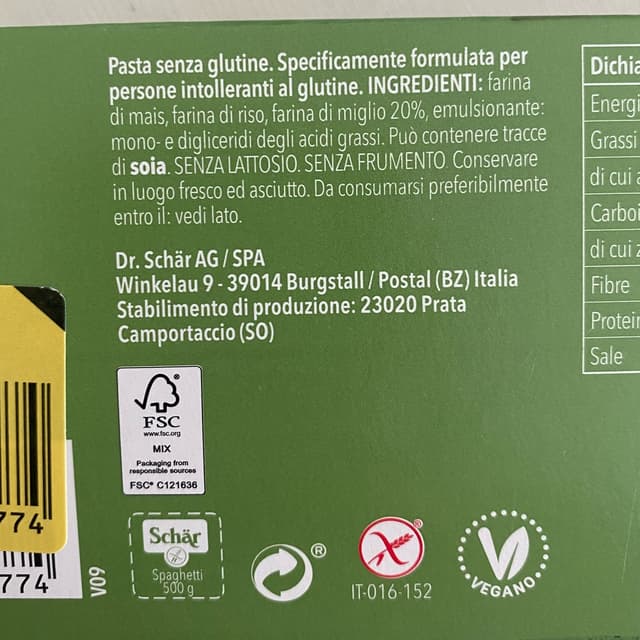 Pasta senza glutine. Specificamente formulata per
persone intolleranti al glutine. INGREDIENTI: farina
di mais, farina di riso, farina di miglio 20%, emulsionante:
mono- e digliceridi degli acidi grassi. Può contenere tracce
di soia. SENZA LATTOSIO. SENZA FRUMENTO. Conservare
in luogo fresco ed asciutto. Da consumarsi preferibilmente
entro il: vedi lato.
Dr. Schär AG / SPA
Winkelau 9 - 39014 Burgstall / Postal (BZ) Italia
Stabilimento di produzione: 23020 Prata
Camportaccio (SO)
Energi
Grassi
di cui
Fibre
Sale
FSC
www.fsc.org
MIX
Packaging from
responsible sources
FSC® C121636
774
774
V09
Schär
Spaghetti
500 g
®
IT-016-152
VEGANO